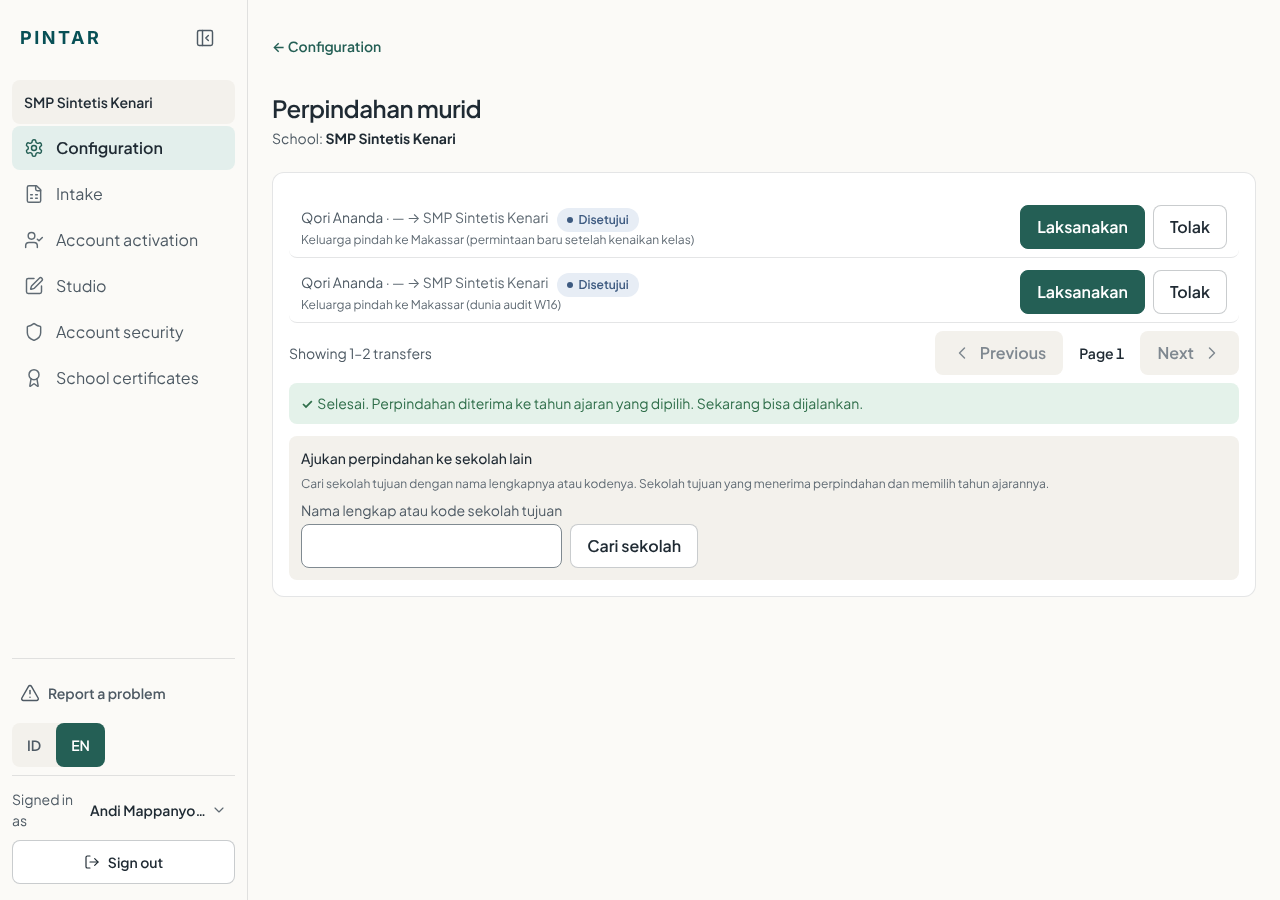 PINTAR
SMP Sintetis Kenari
Configuration
Intake
Account activation
Studio
Account security
School certificates
Report a problem
ID EN
Signed in as
Andi Mappanyo...
Sign out
← Configuration
Perpindahan murid
School: SMP Sintetis Kenari
Qori Ananda · — → SMP Sintetis Kenari Disetujui
Keluarga pindah ke Makassar (permintaan baru setelah kenaikan kelas)
Laksanakan Tolak
Qori Ananda · — → SMP Sintetis Kenari Disetujui
Keluarga pindah ke Makassar (dunia audit W16)
Laksanakan Tolak
Showing 1–2 transfers
Previous Page 1 Next
✓ Selesai. Perpindahan diterima ke tahun ajaran yang dipilih. Sekarang bisa dijalankan.
Ajukan perpindahan ke sekolah lain
Cari sekolah tujuan dengan nama lengkapnya atau kodenya. Sekolah tujuan yang menerima perpindahan dan memilih tahun ajarannya.
Nama lengkap atau kode sekolah tujuan
Cari sekolah